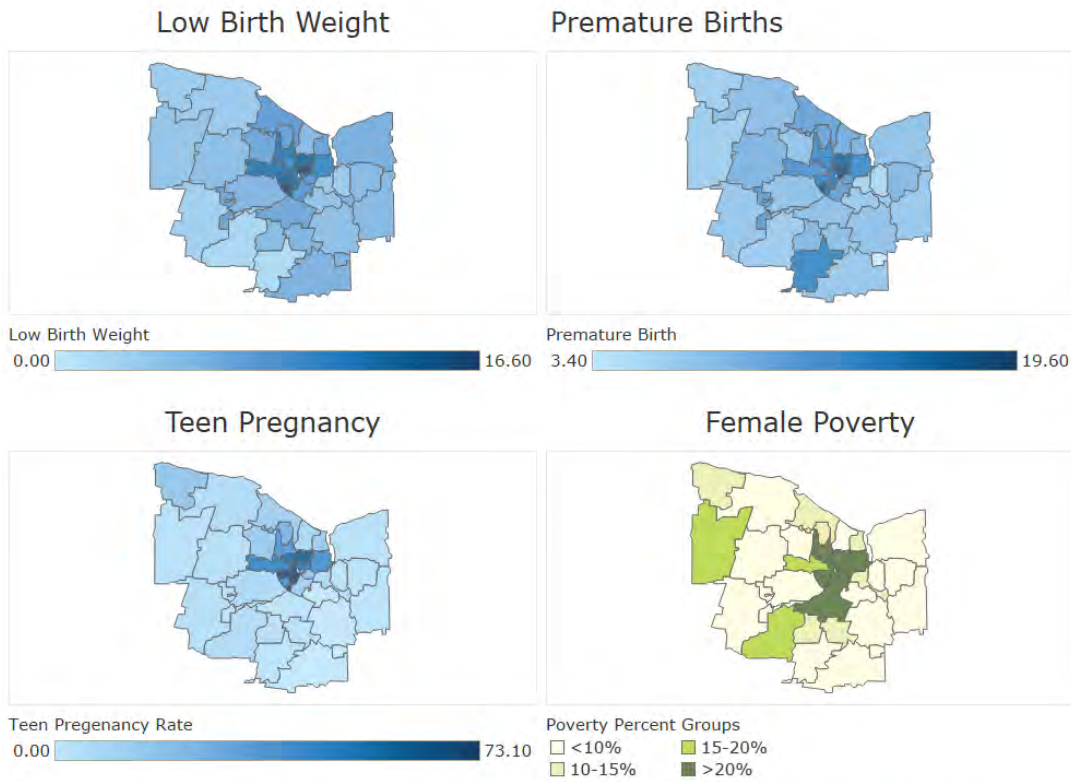 Low Birth Weight
Premature Births
Low Birth Weight
0.00 16.60
Premature Birth
3.40 19.60
Teen Pregnancy
Female Poverty
Teen Pregenancy Rate
0.00 73.10
Poverty Percent Groups
<10% 15-20%
10-15% >20%